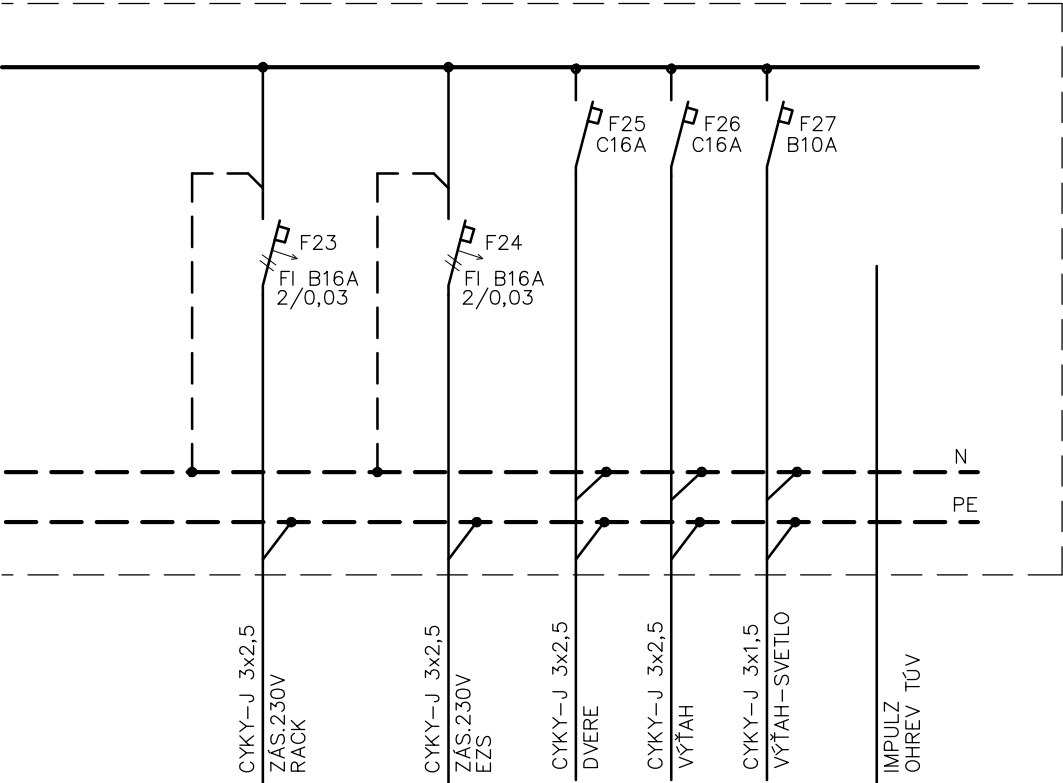 F25
C16A
F26
C16A
F27
B10A
F23
FI B16A
2/0,03
F24
FI B16A
2/0,03
N
PE
CYKY-J 3x2,5
ZÁS.230V
RACK
CYKY-J 3x2,5
ZÁS.230V
EZS
CYKY-J 3x2,5
DVERE
CYKY-J 3x2,5
VÝŤAH
CYKY-J 3x1,5
VÝŤAH-SVETLO
IMPULZ
OHREV TÚV